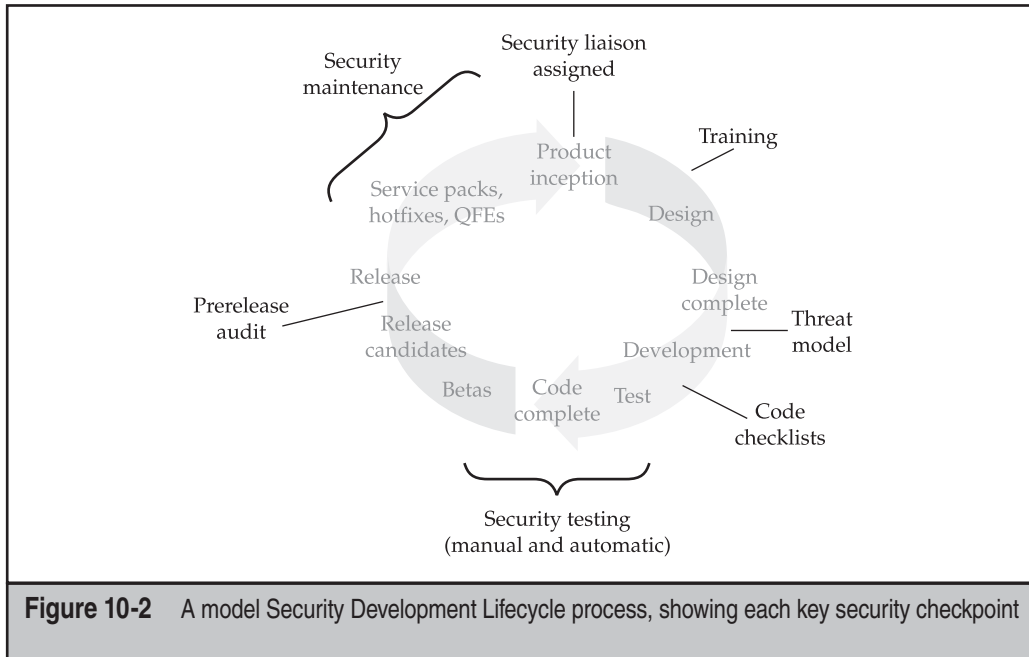 Security liaison
assigned
Security
maintenance
Training
Product
inception
Service packs,
hotfixes, QFEs
Design
Release
Design
complete
Prerelease
audit
Release
candidates
Threat
model
Development
Betas
Code
complete
Test
Code
checklists
Security testing
(manual and automatic)
Figure 10-2 A model Security Development Lifecycle process, showing each key security checkpoint